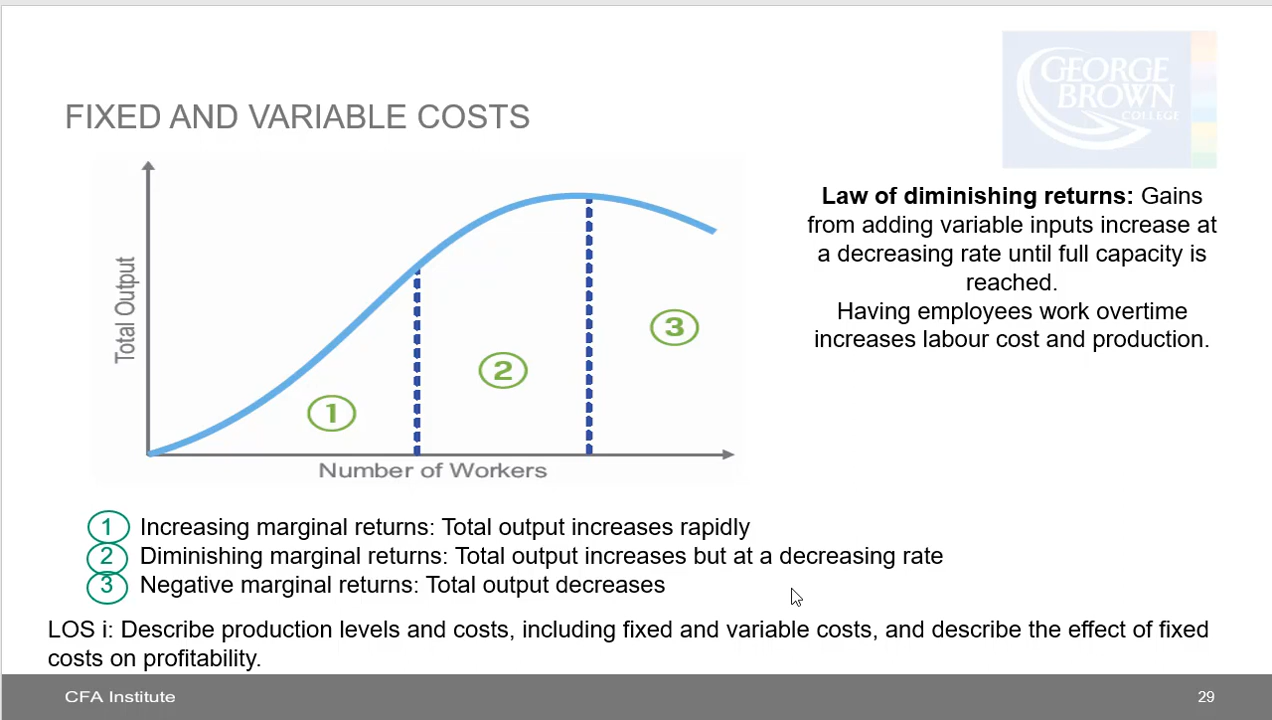 GEORGE
BROWN
COLLEGE
FIXED AND VARIABLE COSTS
Total Output
1
2
3
Number of Workers
Law of diminishing returns: Gains
from adding variable inputs increase at
a decreasing rate until full capacity is
reached.
Having employees work overtime
increases labour cost and production.
1 Increasing marginal returns: Total output increases rapidly
2 Diminishing marginal returns: Total output increases but at a decreasing rate
3 Negative marginal returns: Total output decreases
LOS i: Describe production levels and costs, including fixed and variable costs, and describe the effect of fixed
costs on profitability.
CFA Institute
29